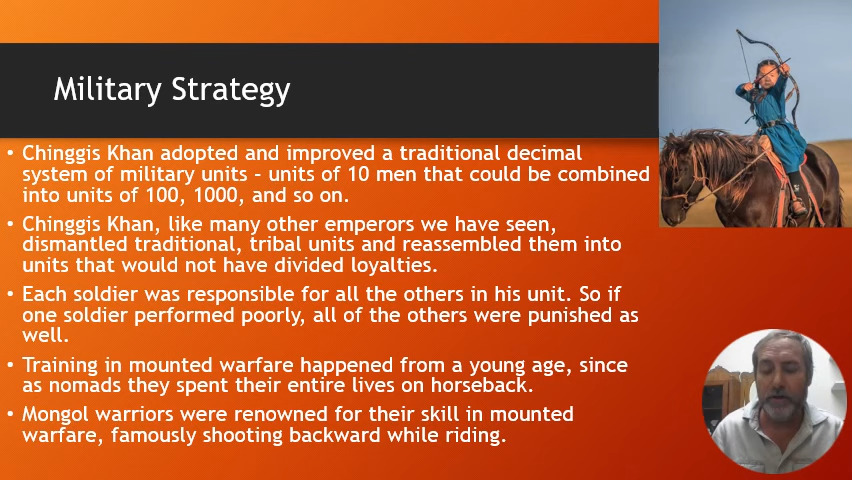 Military Strategy
• Chinggis Khan adopted and improved a traditional decimal
system of military units – units of 10 men that could be combined
into units of 100, 1000, and so on.
• Chinggis Khan, like many other emperors we have seen,
dismantled traditional, tribal units and reassembled them into
units that would not have divided loyalties.
• Each soldier was responsible for all the others in his unit. So if
one soldier performed poorly, all of the others were punished as
well.
• Training in mounted warfare happened from a young age, since
as nomads they spent their entire lives on horseback.
• Mongol warriors were renowned for their skill in mounted
warfare, famously shooting backward while riding.